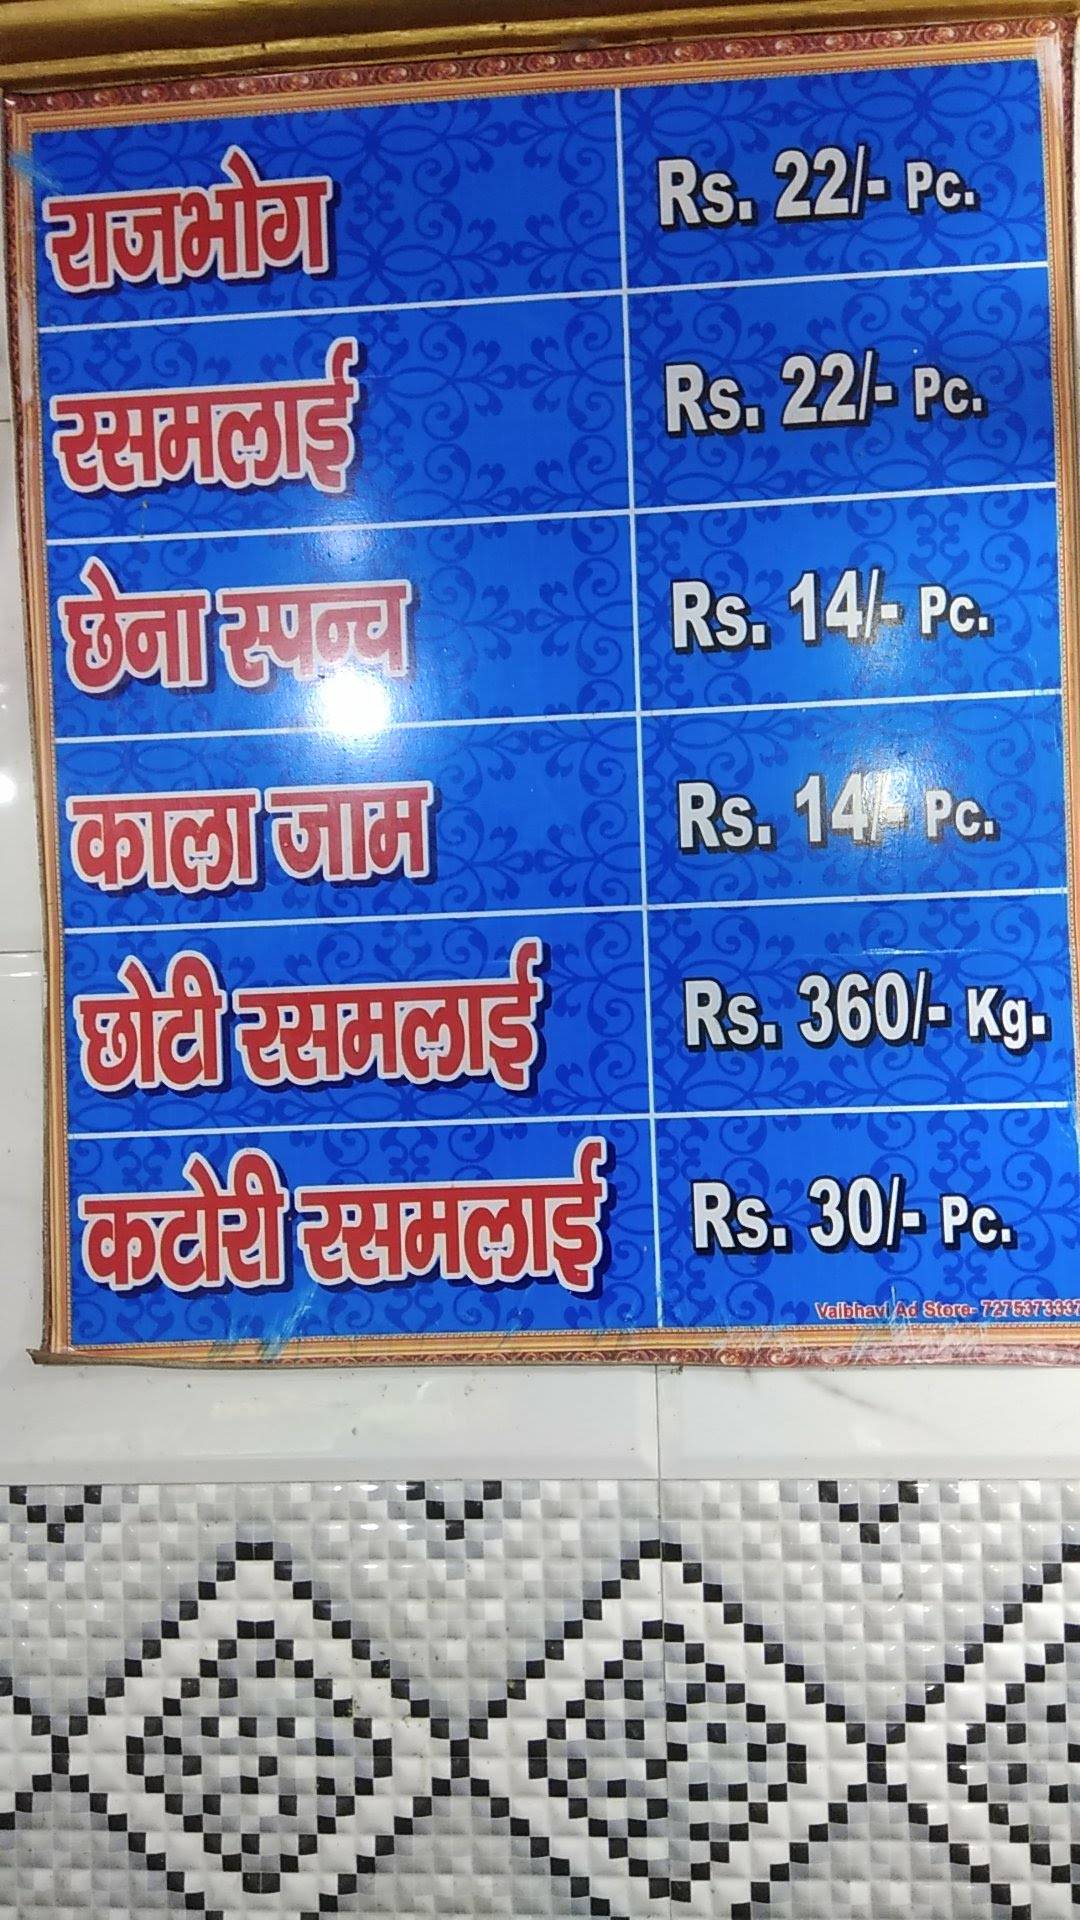 राजभोग Rs. 22/- Pc.
रसमलाई Rs. 22/- Pc.
छेना स्पन्च Rs. 14/- Pc.
काला जाम Rs. 14/- Pc.
छोटी रसमलाई Rs. 360/- Kg.
कटोरी रसमलाई Rs. 30/- Pc.
Vaibhavi Ad Store- 7275373337